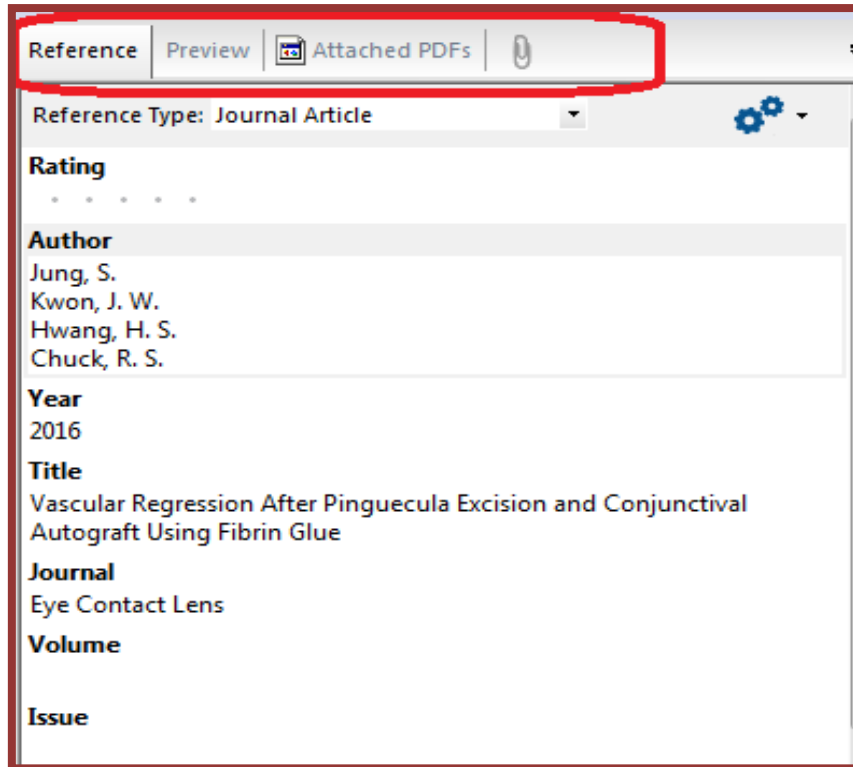 Reference Preview Attached PDFs
Reference Type: Journal Article
Rating
Author
Jung, S.
Kwon, J. W.
Hwang, H. S.
Chuck, R. S.
Year
2016
Title
Vascular Regression After Pinguecula Excision and Conjunctival
Autograft Using Fibrin Glue
Journal
Eye Contact Lens
Volume
Issue